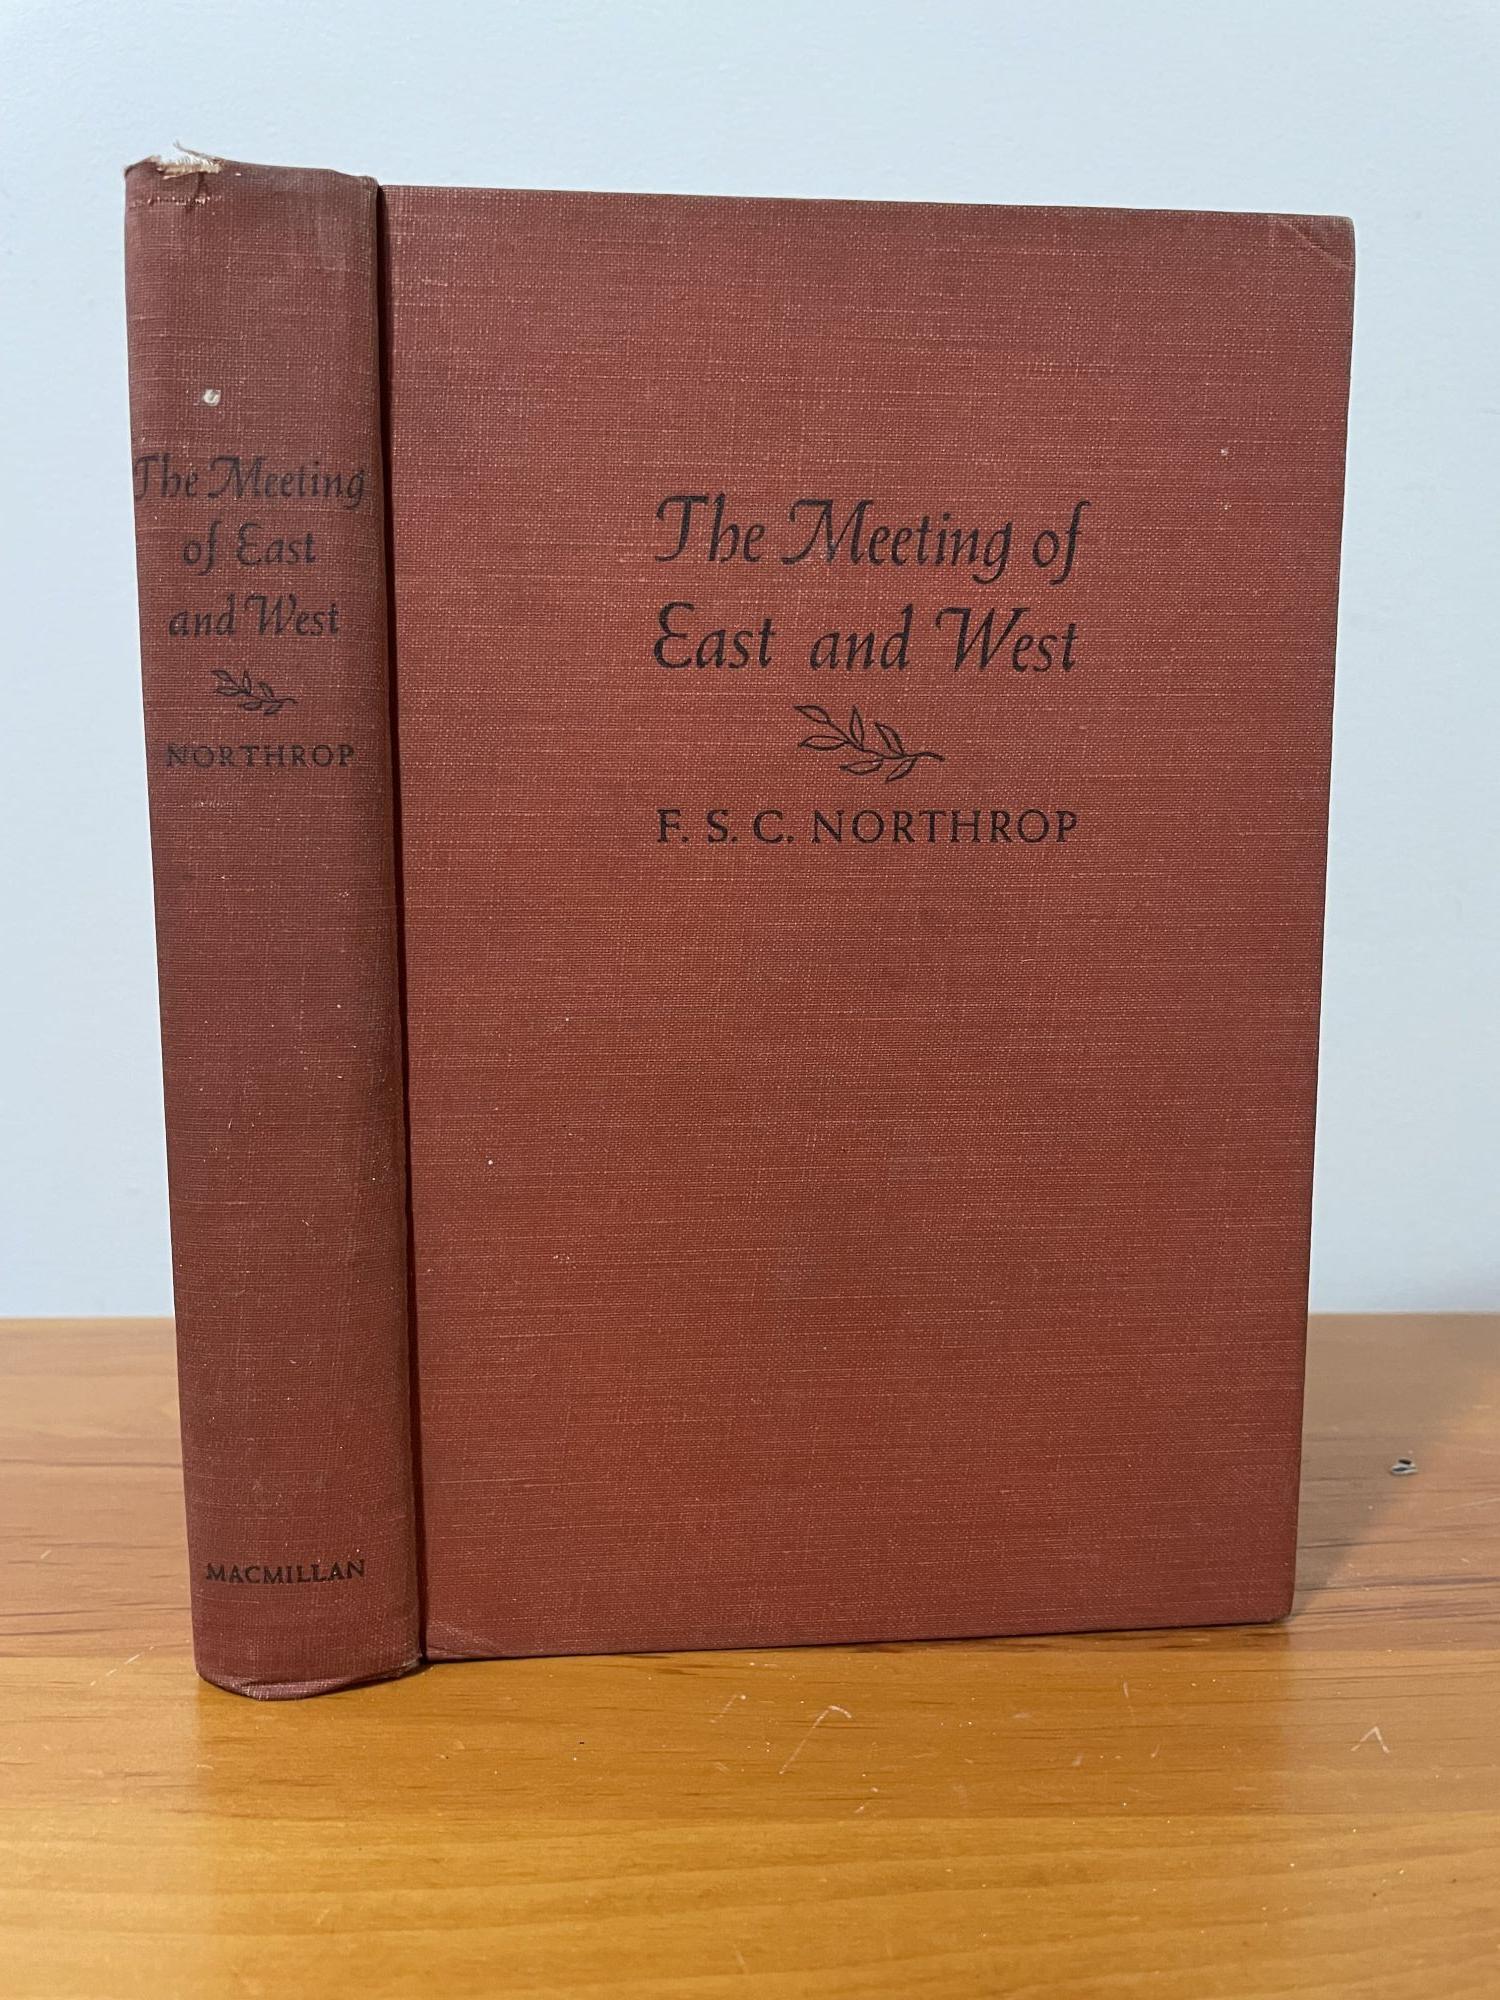 The Meeting
of East
and West
NORTHROP
MACMILLAN
The Meeting of
East and West
F. S. C. NORTHROP